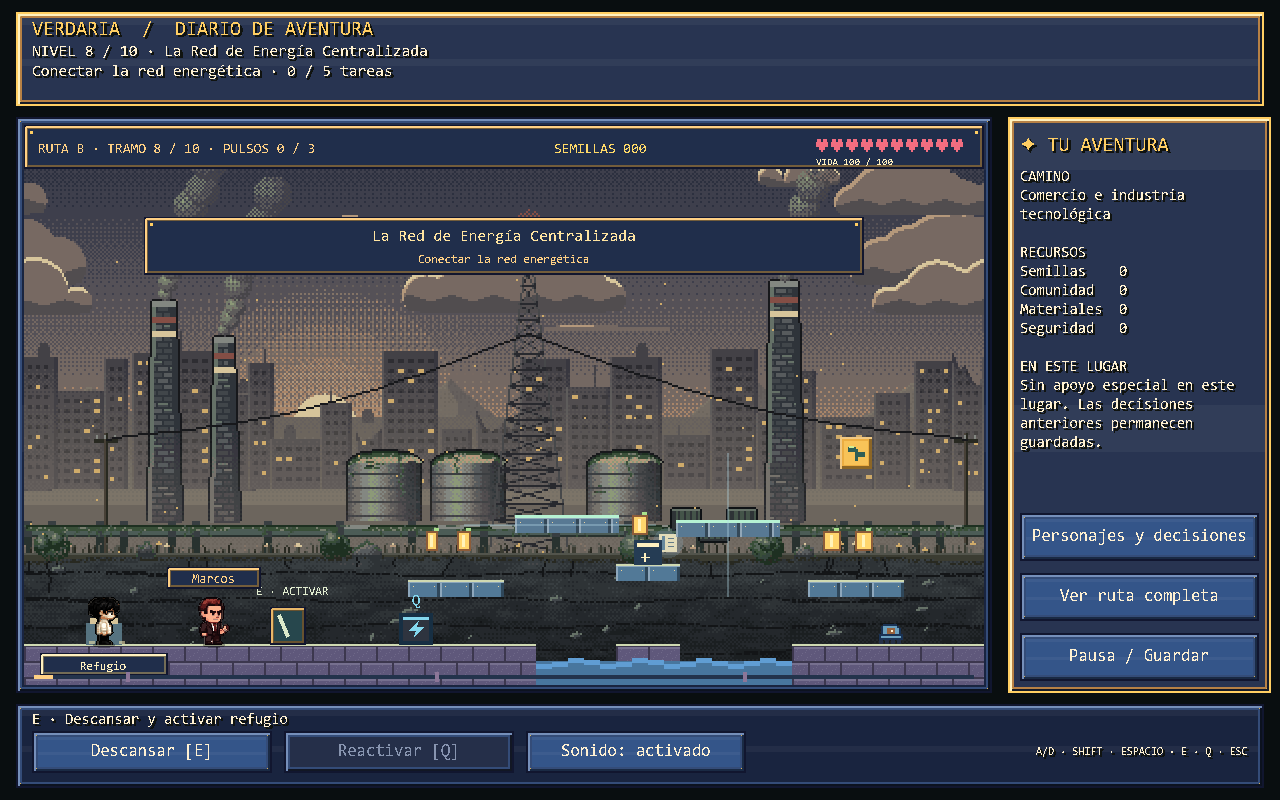 VERDARIA / DIARIO DE AVENTURA
NIVEL 8 / 10 · La Red de Energía Centralizada
Conectar la red energética · 0 / 5 tareas
RUTA B · TRAMO 8 / 10 · PULSOS 0 / 3
SEMILLAS 000
VIDA 100 / 100
La Red de Energía Centralizada
Conectar la red energética
Marcos
E · ACTIVAR
Q
Refugio
✦ TU AVENTURA
CAMINO
Comercio e industria
tecnológica
RECURSOS
Semillas 0
Comunidad 0
Materiales 0
Seguridad 0
EN ESTE LUGAR
Sin apoyo especial en este
lugar. Las decisiones
anteriores permanecen
guardadas.
Personajes y decisiones
Ver ruta completa
Pausa / Guardar
E · Descansar y activar refugio
Descansar [E]
Reactivar [Q]
Sonido: activado
A/D · SHIFT · ESPACIO · E · Q · ESC